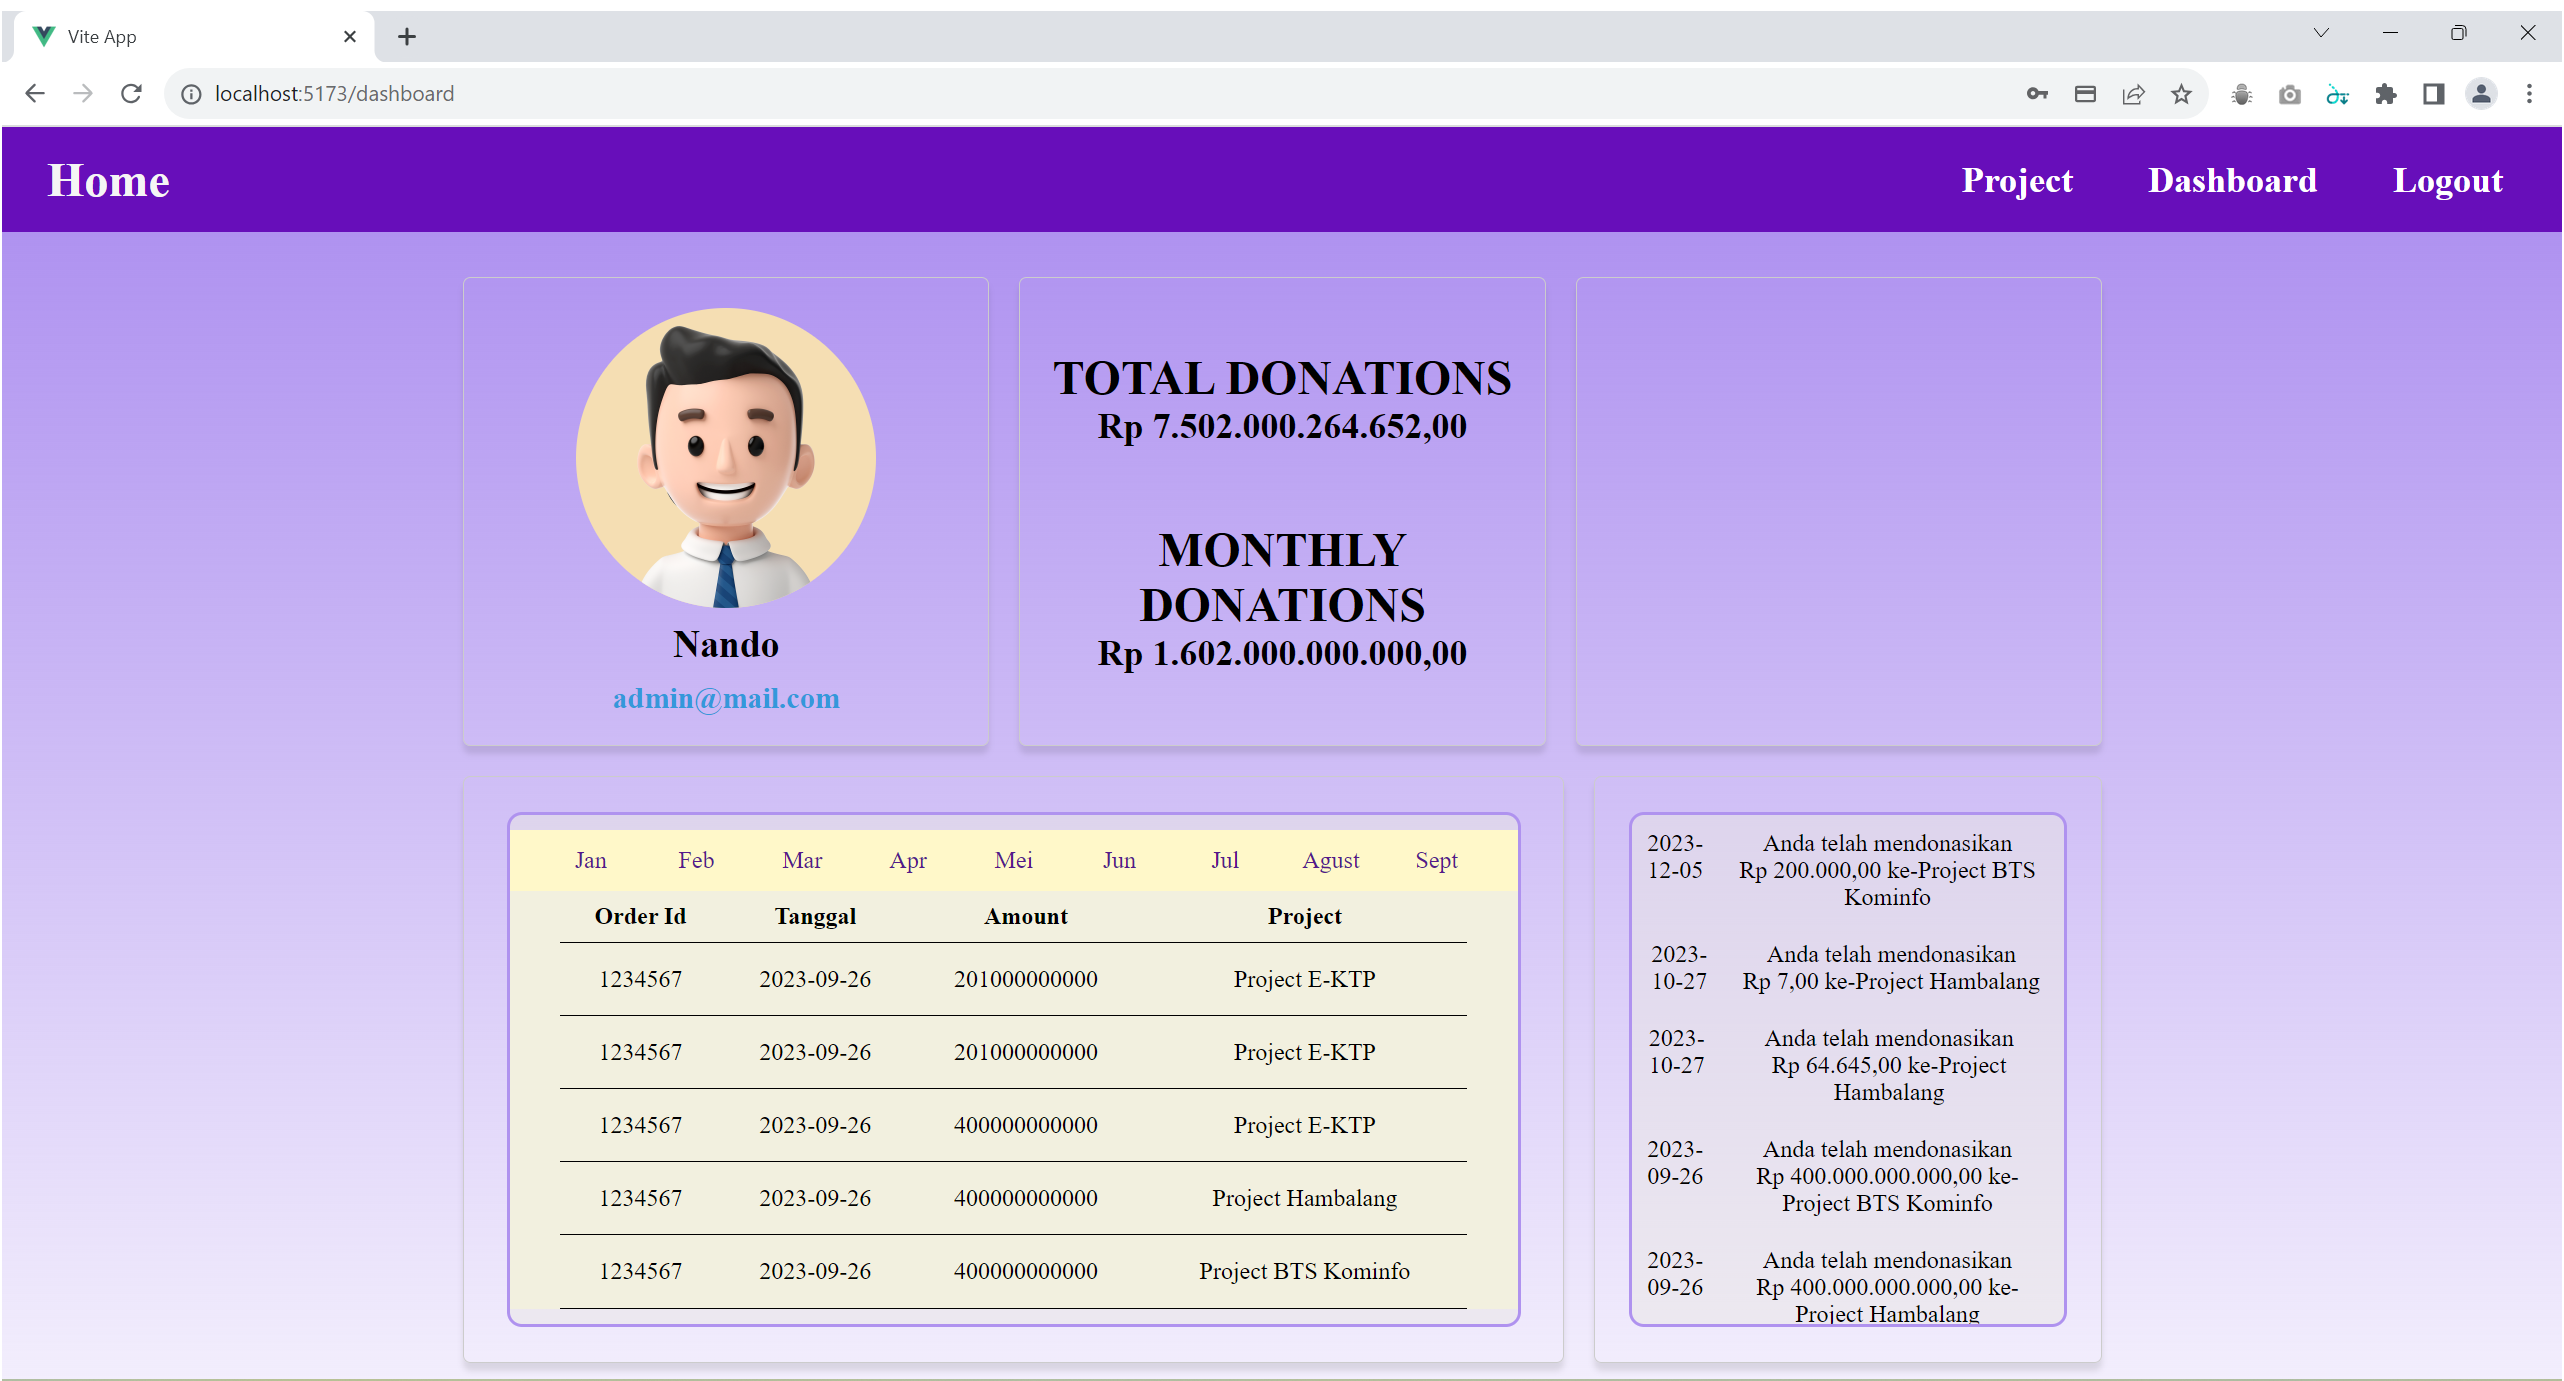 Vite App
localhost:5173/dashboard
Home
Project
Dashboard
Logout
Nando
admin@mail.com
TOTAL DONATIONS
Rp 7.502.000.264.652,00
MONTHLY
DONATIONS
Rp 1.602.000.000.000,00
Jan Feb Mar Apr Mei Jun Jul Agust Sept
Order Id Tanggal Amount Project
1234567 2023-09-26 201000000000 Project E-KTP
1234567 2023-09-26 201000000000 Project E-KTP
1234567 2023-09-26 400000000000 Project E-KTP
1234567 2023-09-26 400000000000 Project Hambalang
1234567 2023-09-26 400000000000 Project BTS Kominfo
2023- Anda telah mendonasikan
12-05 Rp 200.000,00 ke-Project BTS
Kominfo
2023- Anda telah mendonasikan
10-27 Rp 7,00 ke-Project Hambalang
2023- Anda telah mendonasikan
10-27 Rp 64.645,00 ke-Project
Hambalang
2023- Anda telah mendonasikan
09-26 Rp 400.000.000.000,00 ke-
Project BTS Kominfo
2023- Anda telah mendonasikan
09-26 Rp 400.000.000.000,00 ke-
Project Hambalang